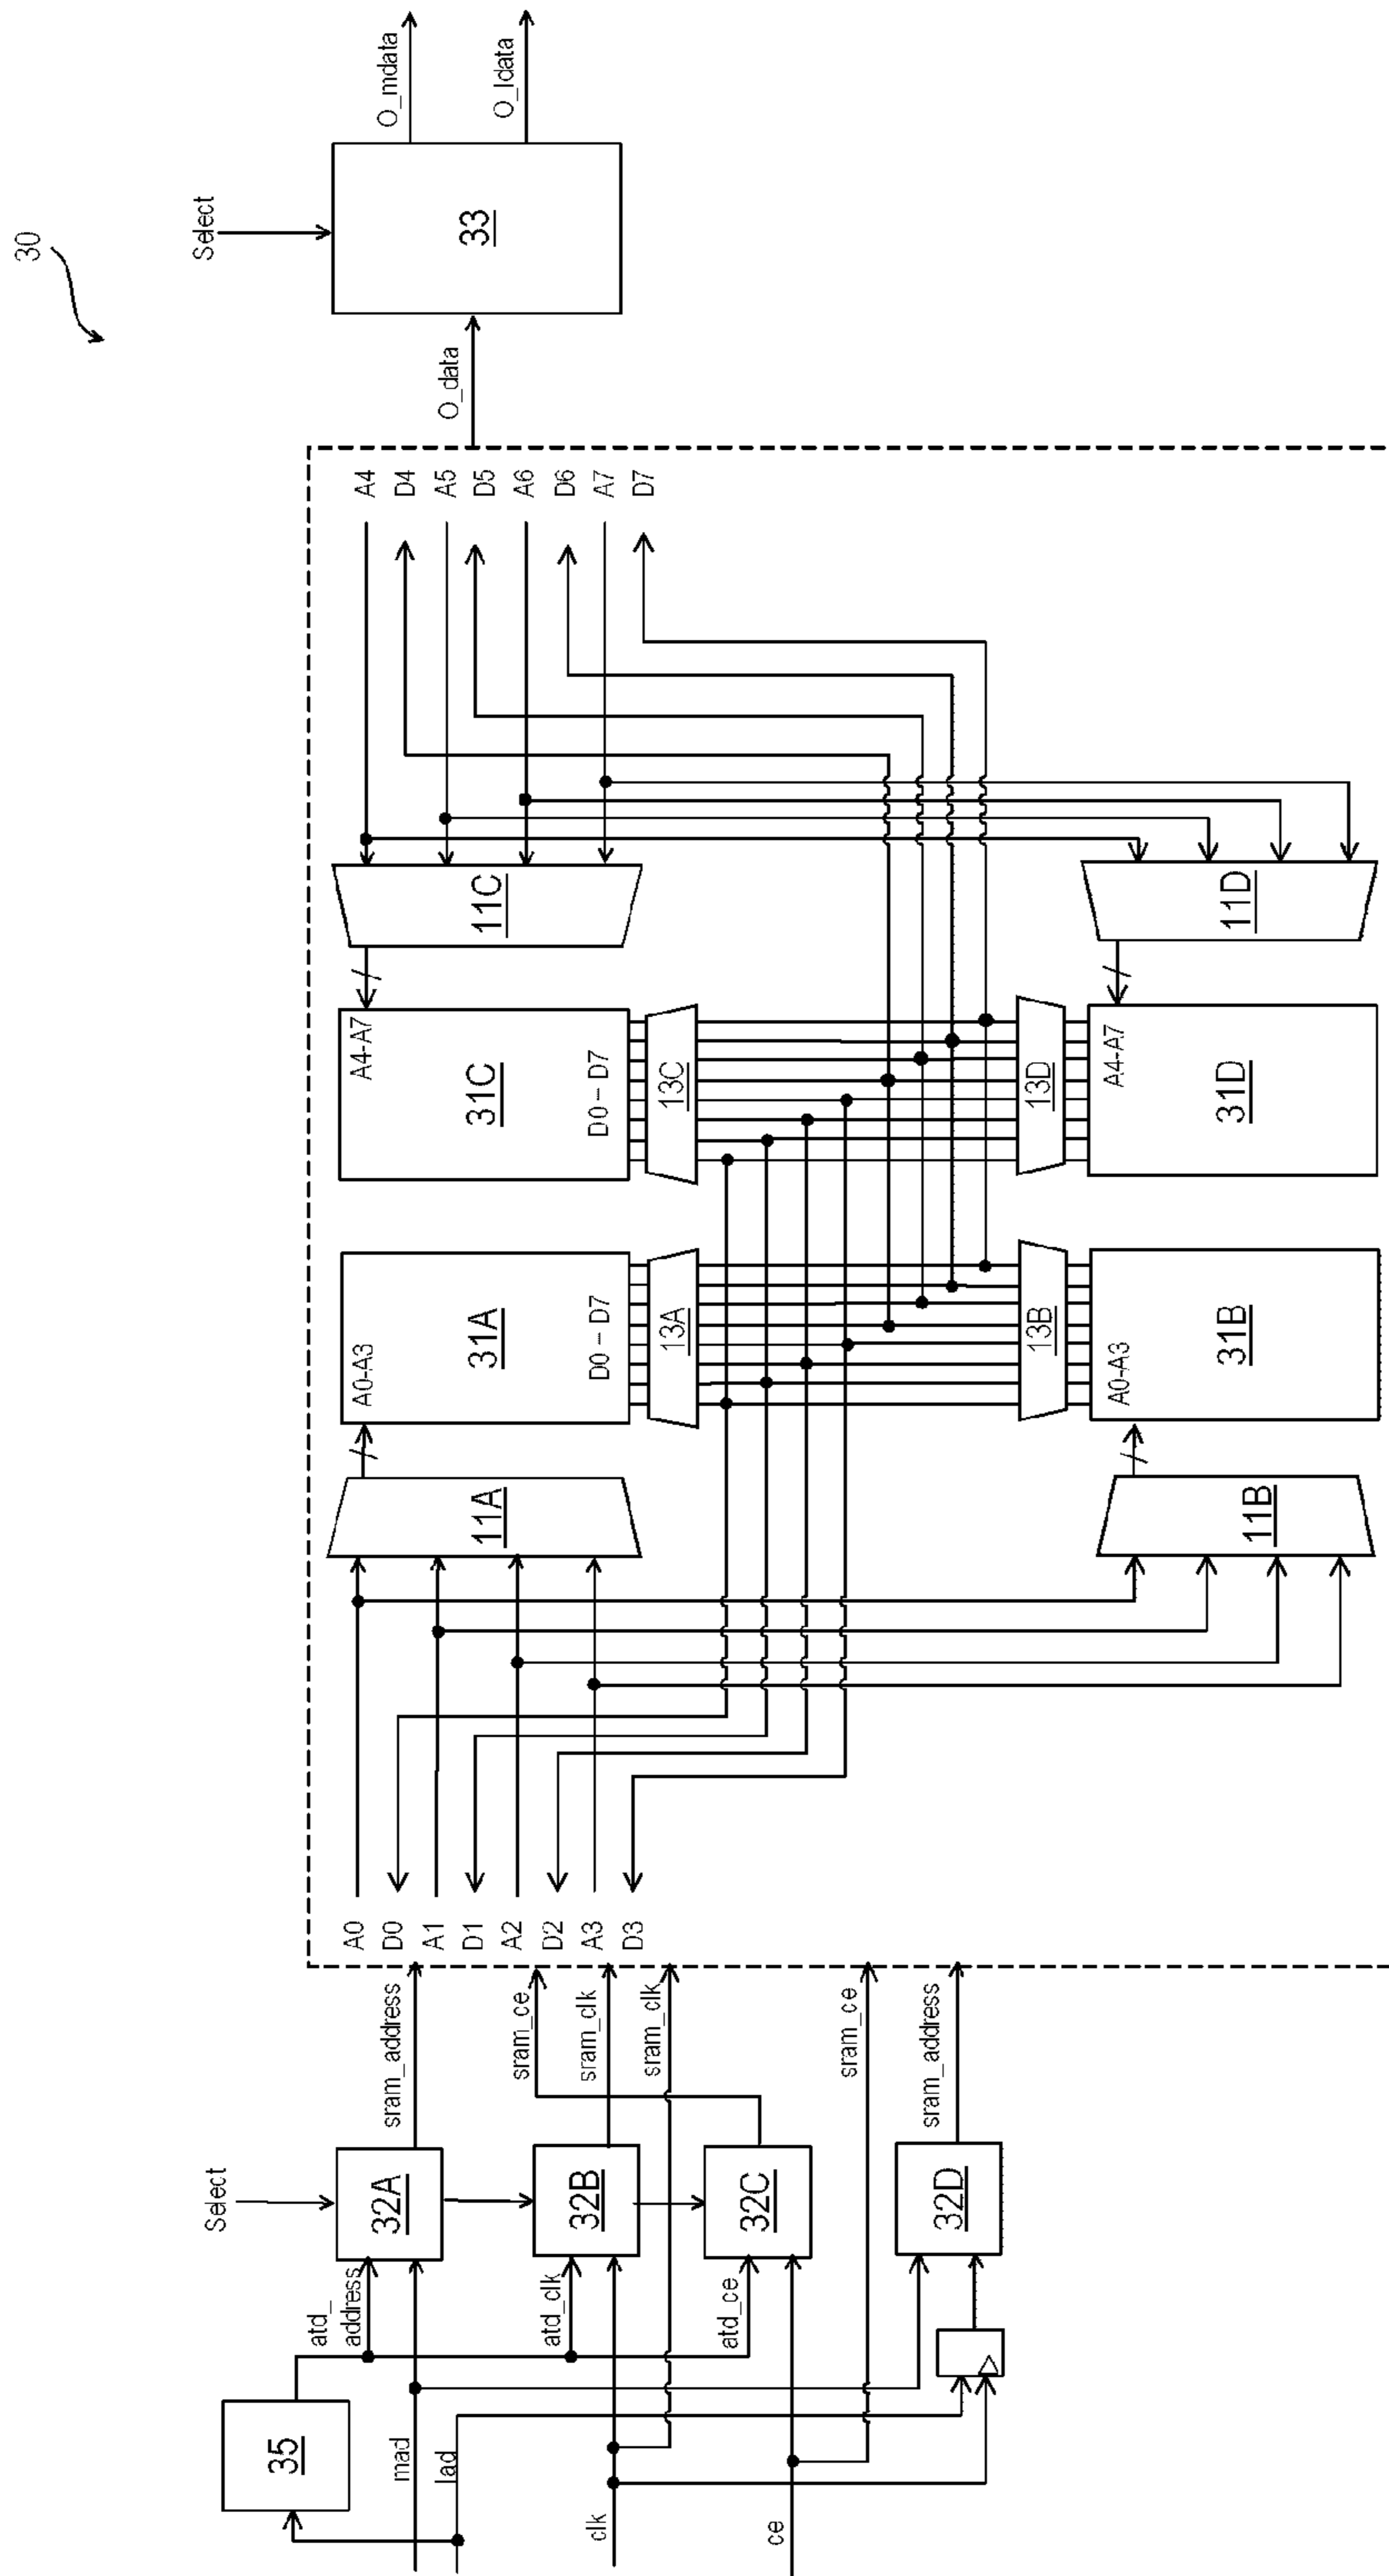 30
Select
35
mad
lad
clk
ce
atd_
address
atd_clk
atd_ce
32A
32B
32C
32D
sram_address
sram_ce
sram_clk
sram_clk
sram_ce
sram_address
A0
D0
A1
D1
A2
D2
A3
D3
11A
11B
A0-A3
31A
D0 – D7
13A
13B
A0-A3
31B
A4-A7
31C
D0 – D7
13C
13D
A4-A7
31D
11C
11D
A4
D4
A5
D5
A6
D6
A7
D7
O_data
Select
33
O_mdata
O_ldata